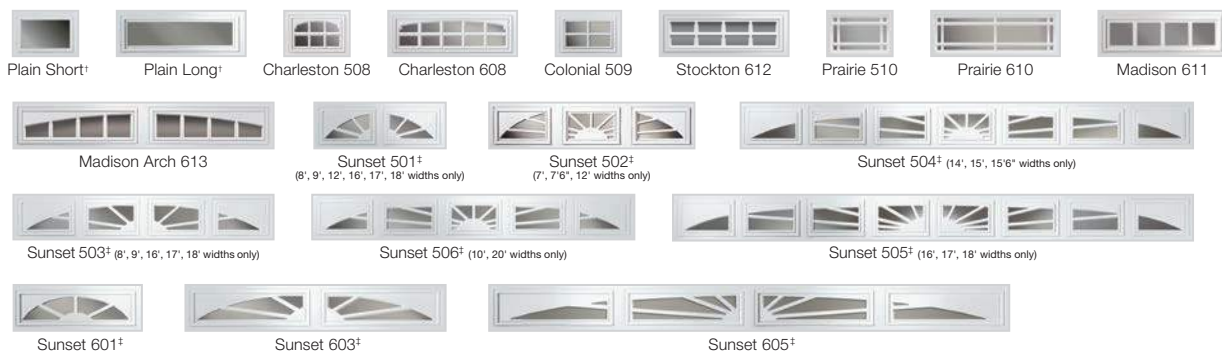 Plain Short†
Plain Long†
Charleston 508
Charleston 608
Colonial 509
Stockton 612
Prairie 510
Prairie 610
Madison 611
Madison Arch 613
Sunset 501‡
(8', 9', 12', 16', 17', 18' widths only)
Sunset 502‡
(7', 7'6", 12' widths only)
Sunset 504‡ (14', 15', 15'6" widths only)
Sunset 503‡ (8', 9', 16', 17', 18' widths only)
Sunset 506‡ (10', 20' widths only)
Sunset 505‡ (16', 17', 18' widths only)
Sunset 601‡
Sunset 603‡
Sunset 605‡